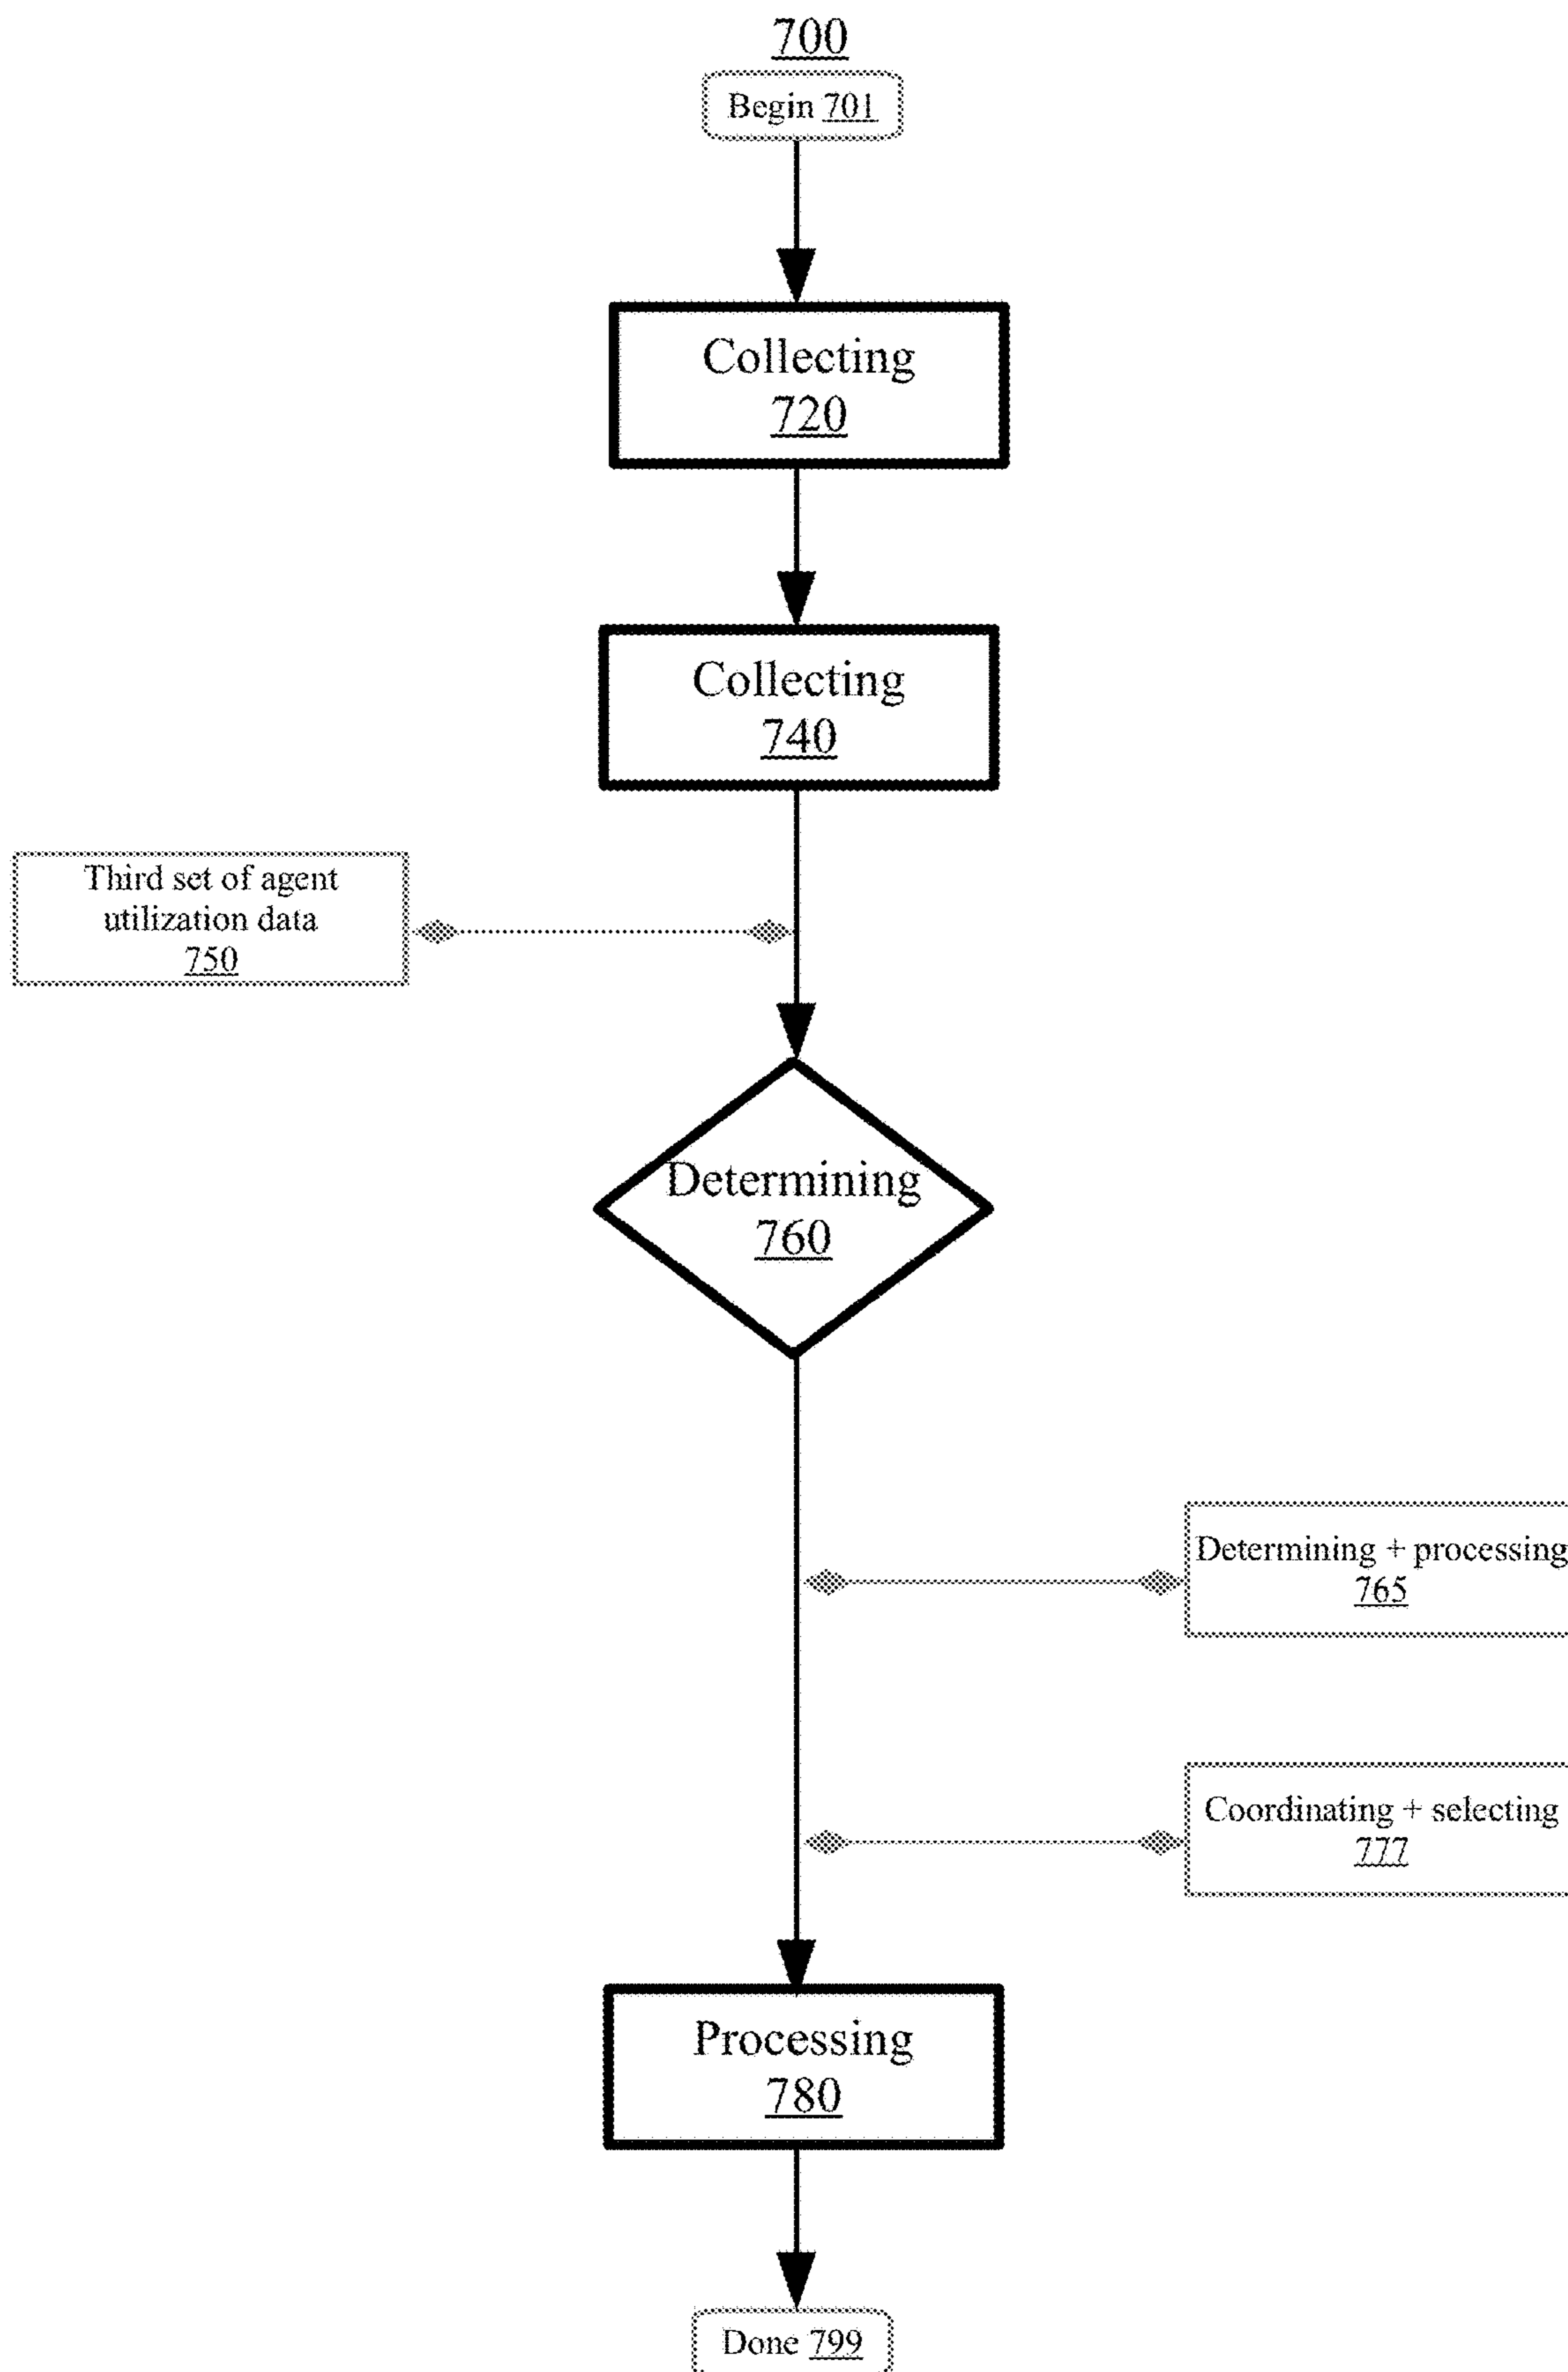 700
Begin 701
Collecting
720
Collecting
740
Third set of agent
utilization data
750
Determining
760
Determining + processing
765
Coordinating + selecting
777
Processing
780
Done 799